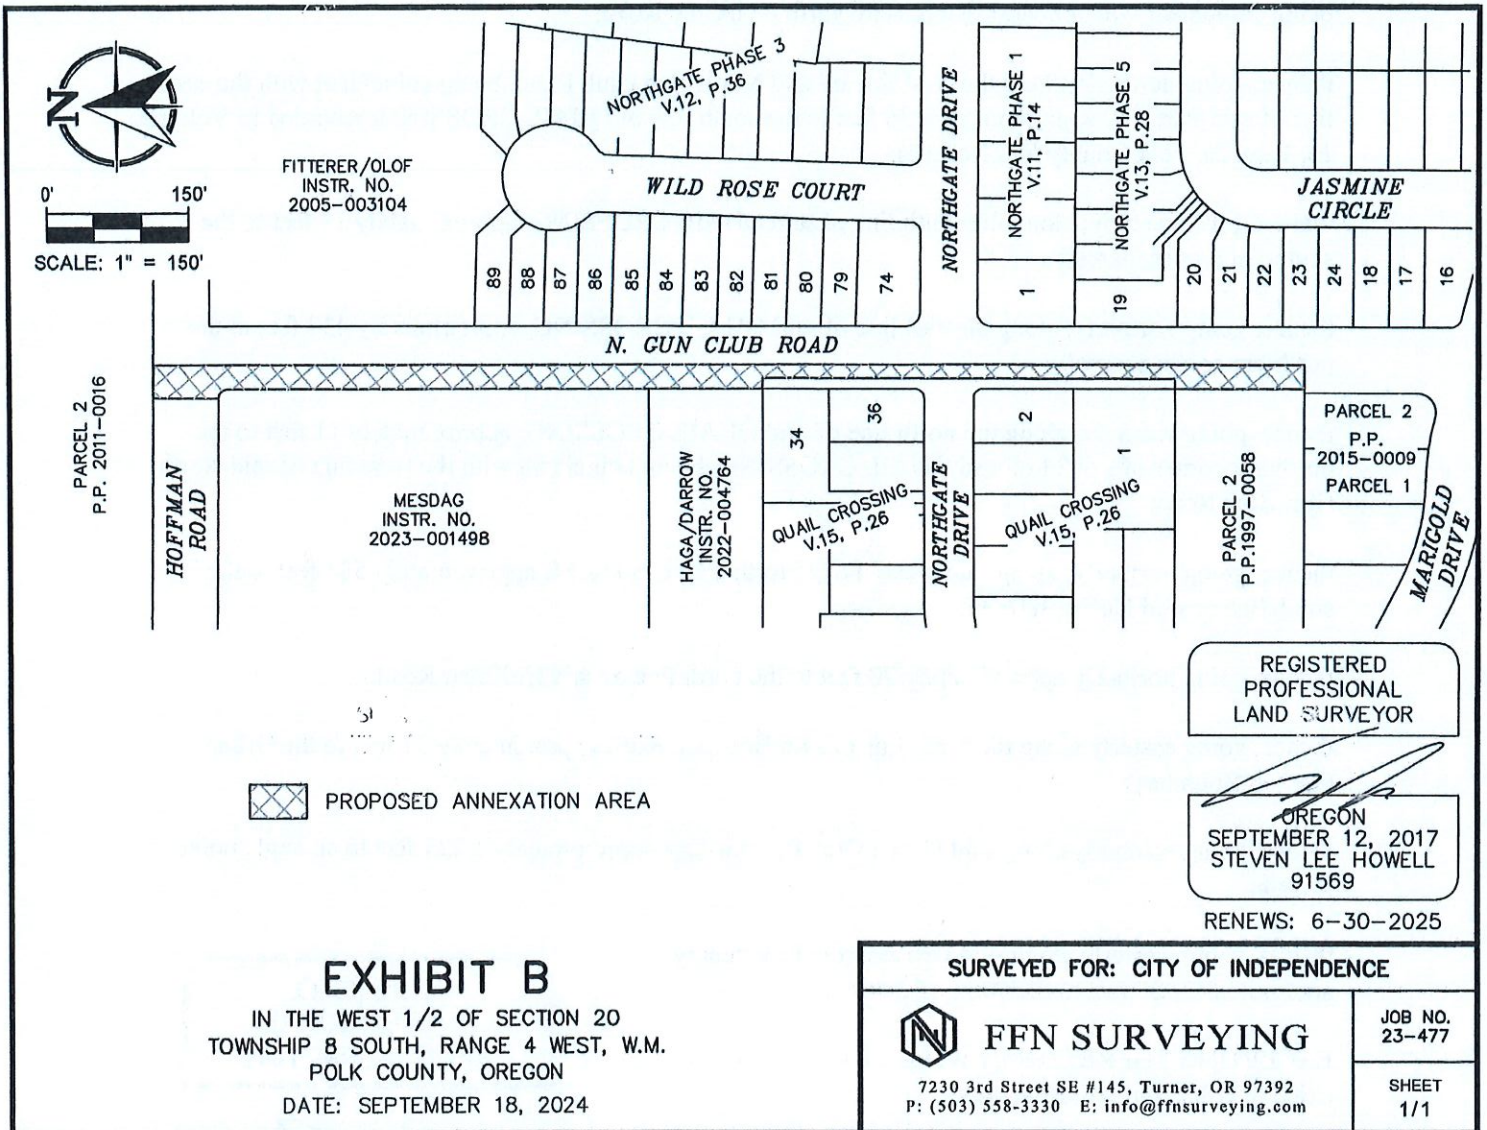 N
0' 150'
SCALE: 1" = 150'
FITTERER/OLOF
INSTR. NO.
2005-003104
NORTHGATE PHASE 3
V.12, P.36
WILD ROSE COURT
NORTHGATE DRIVE
NORTHGATE PHASE 1
V.11, P.14
NORTHGATE PHASE 5
V.13, P.28
JASMINE
CIRCLE
89 88 87 86 85 84 83 82 81 80 79 74 1 19 20 21 22 23 24 18 17 16
N. GUN CLUB ROAD
PARCEL 2
P.P. 2011-0016
HOFFMAN
ROAD
MESDAG
INSTR. NO.
2023-001498
HAGA/DARROW
INSTR. NO.
2022-004764
34
36
QUAIL CROSSING
V.15, P.26
NORTHGATE
DRIVE
2
1
QUAIL CROSSING
V.15, P.26
PARCEL 2
P.P.1997-0058
PARCEL 2
P.P.
2015-0009
PARCEL 1
MARIGOLD
DRIVE
PROPOSED ANNEXATION AREA
REGISTERED
PROFESSIONAL
LAND SURVEYOR
OREGON
SEPTEMBER 12, 2017
STEVEN LEE HOWELL
91569
RENEWS: 6-30-2025
EXHIBIT B
IN THE WEST 1/2 OF SECTION 20
TOWNSHIP 8 SOUTH, RANGE 4 WEST, W.M.
POLK COUNTY, OREGON
DATE: SEPTEMBER 18, 2024
SURVEYED FOR: CITY OF INDEPENDENCE
FFN SURVEYING
7230 3rd Street SE #145, Turner, OR 97392
P: (503) 558-3330 E: info@ffnsurveying.com
JOB NO.
23-477
SHEET
1/1